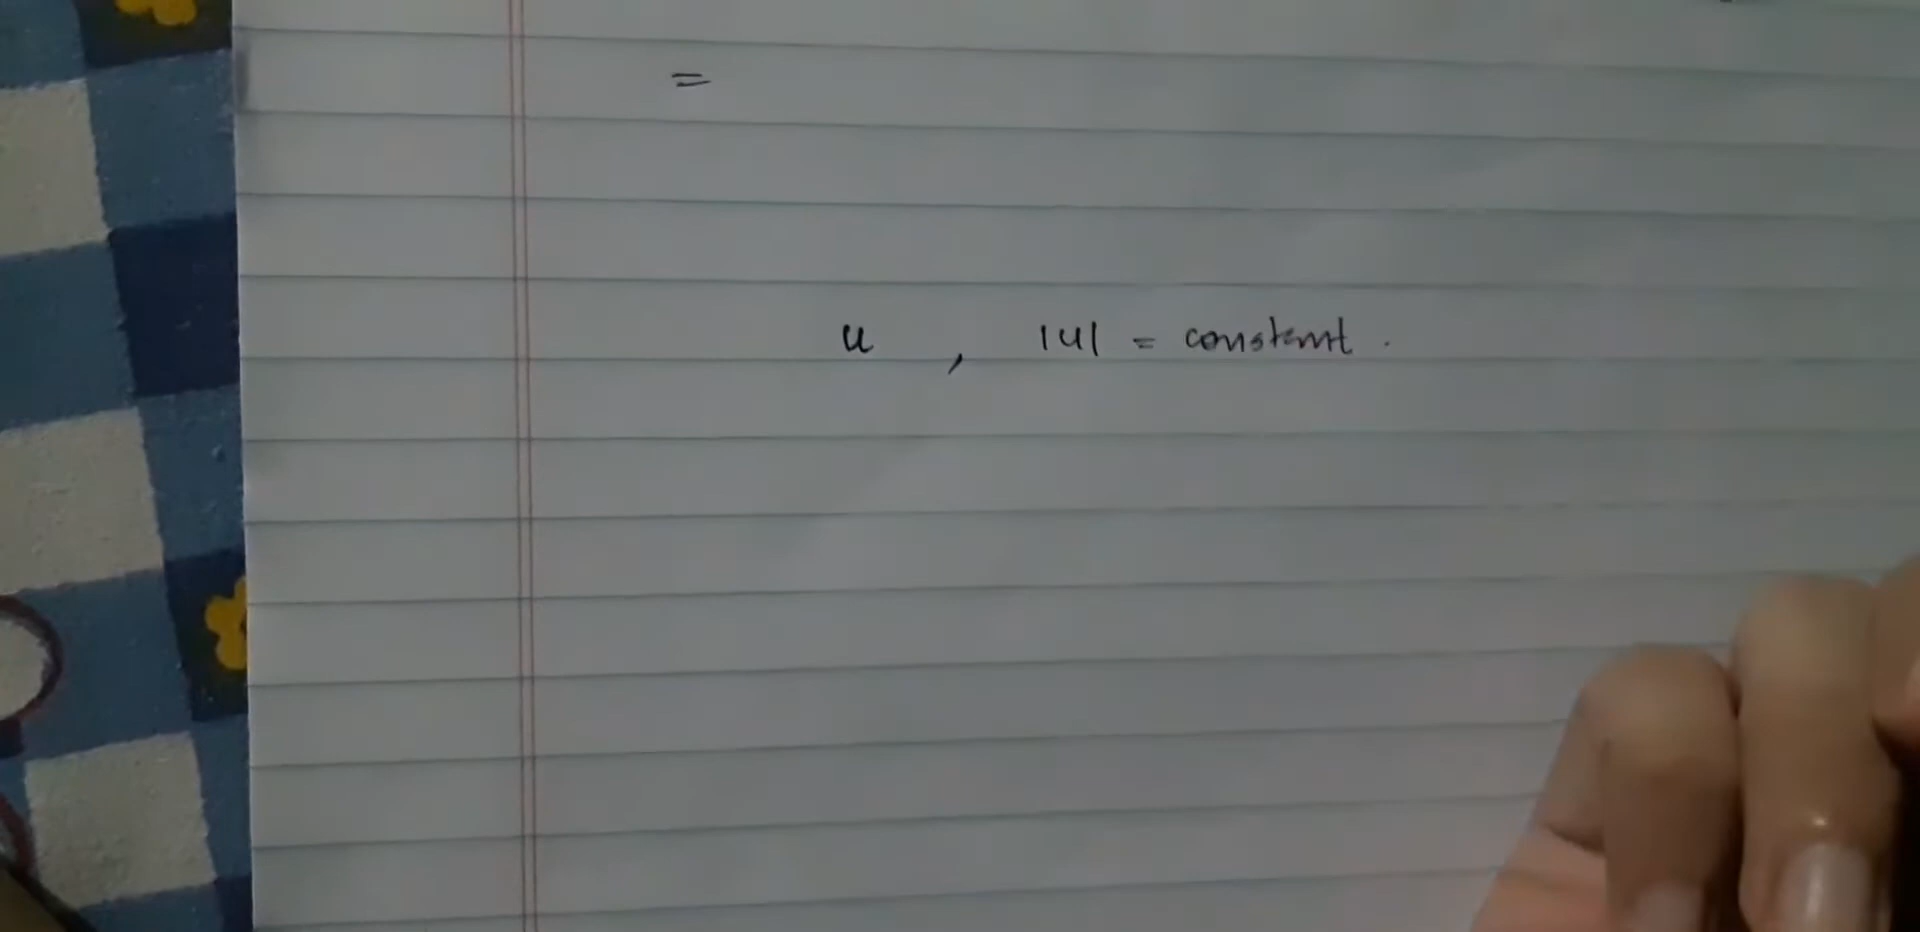 =
u , |u| = constant .